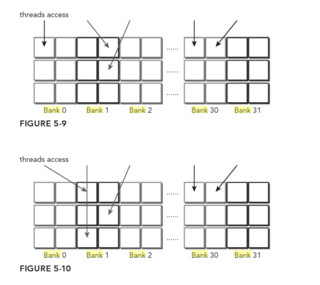 threads access
......
......
......
Bank 0 Bank 1 Bank 2 Bank 30 Bank 31
FIGURE 5-9
threads access
......
......
......
Bank 0 Bank 1 Bank 2 Bank 30 Bank 31
FIGURE 5-10